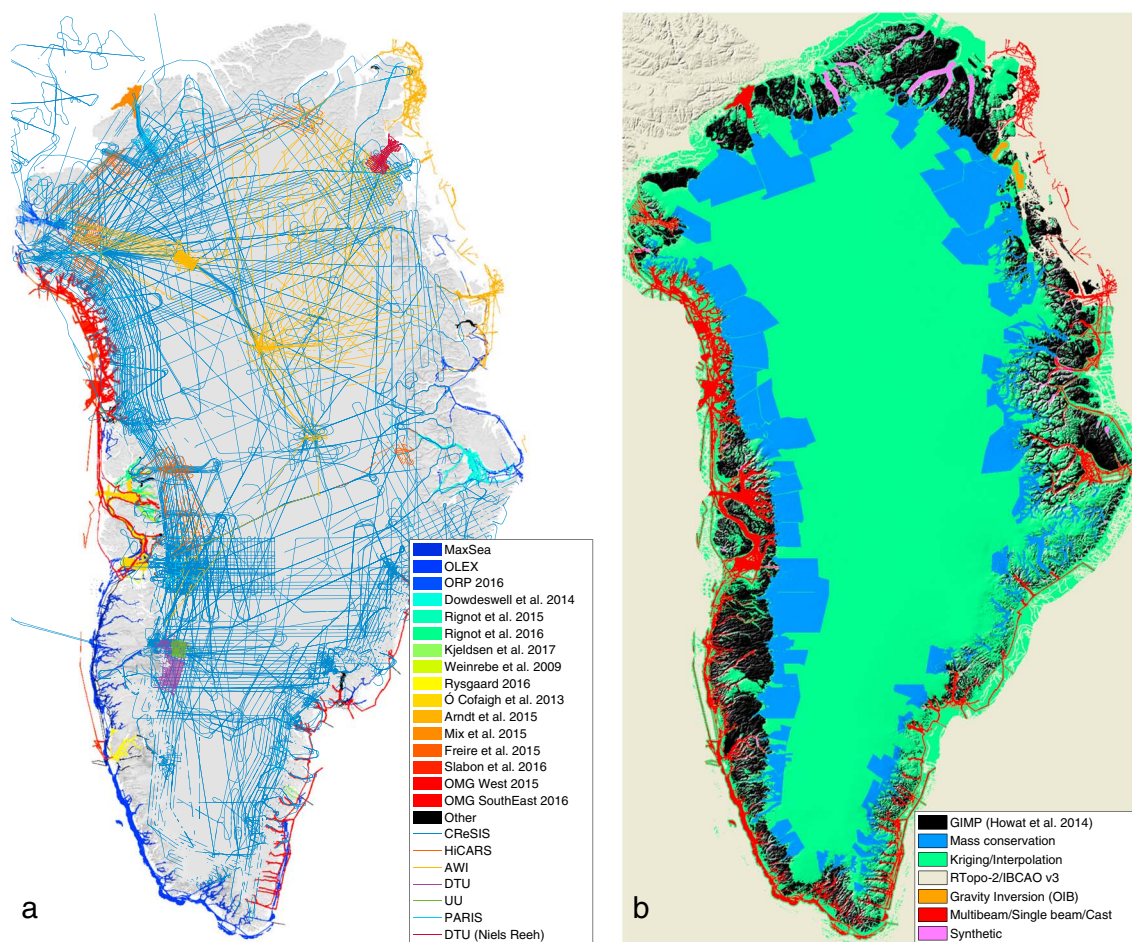 MaxSea
OLEX
ORP 2016
Dowdeswell et al. 2014
Rignot et al. 2015
Rignot et al. 2016
Kjeldsen et al. 2017
Weinrebe et al. 2009
Rysgaard 2016
Ó Cofaigh et al. 2013
Arndt et al. 2015
Mix et al. 2015
Freire et al. 2015
Slabon et al. 2016
OMG West 2015
OMG SouthEast 2016
Other
CReSIS
HiCARS
AWI
DTU
UU
PARIS
DTU (Niels Reeh)
a
GIMP (Howat et al. 2014)
Mass conservation
Kriging/Interpolation
RTopo-2/IBCAO v3
Gravity Inversion (OIB)
Multibeam/Single beam/Cast
Synthetic
b